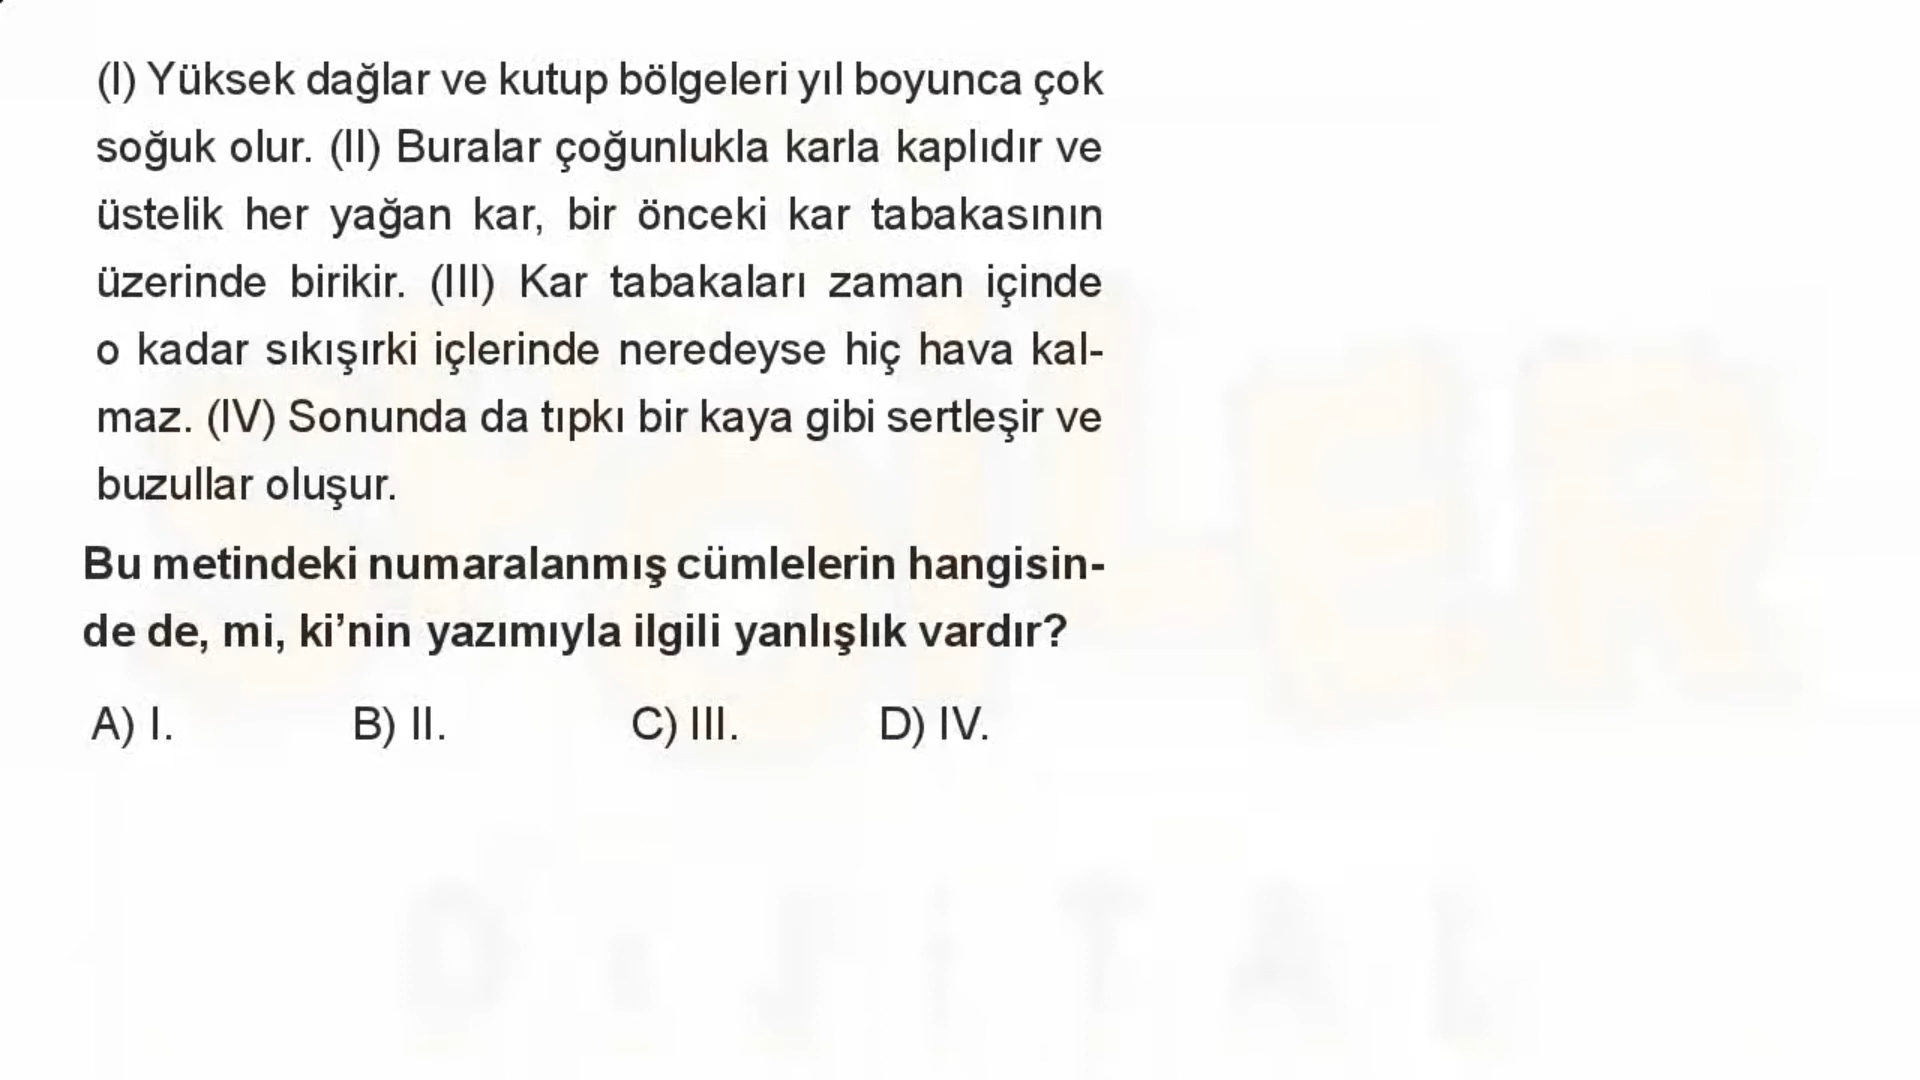 (I) Yüksek dağlar ve kutup bölgeleri yıl boyunca çok
soğuk olur. (II) Buralar çoğunlukla karla kaplıdır ve
üstelik her yağan kar, bir önceki kar tabakasının
üzerinde birikir. (III) Kar tabakaları zaman içinde
o kadar sıkışırki içlerinde neredeyse hiç hava kal-
maz. (IV) Sonunda da tıpkı bir kaya gibi sertleşir ve
buzullar oluşur.
Bu metindeki numaralanmış cümlelerin hangisin-
de de, mi, ki’nin yazımıyla ilgili yanlışlık vardır?
A) I. B) II. C) III. D) IV.
DİJİTAL